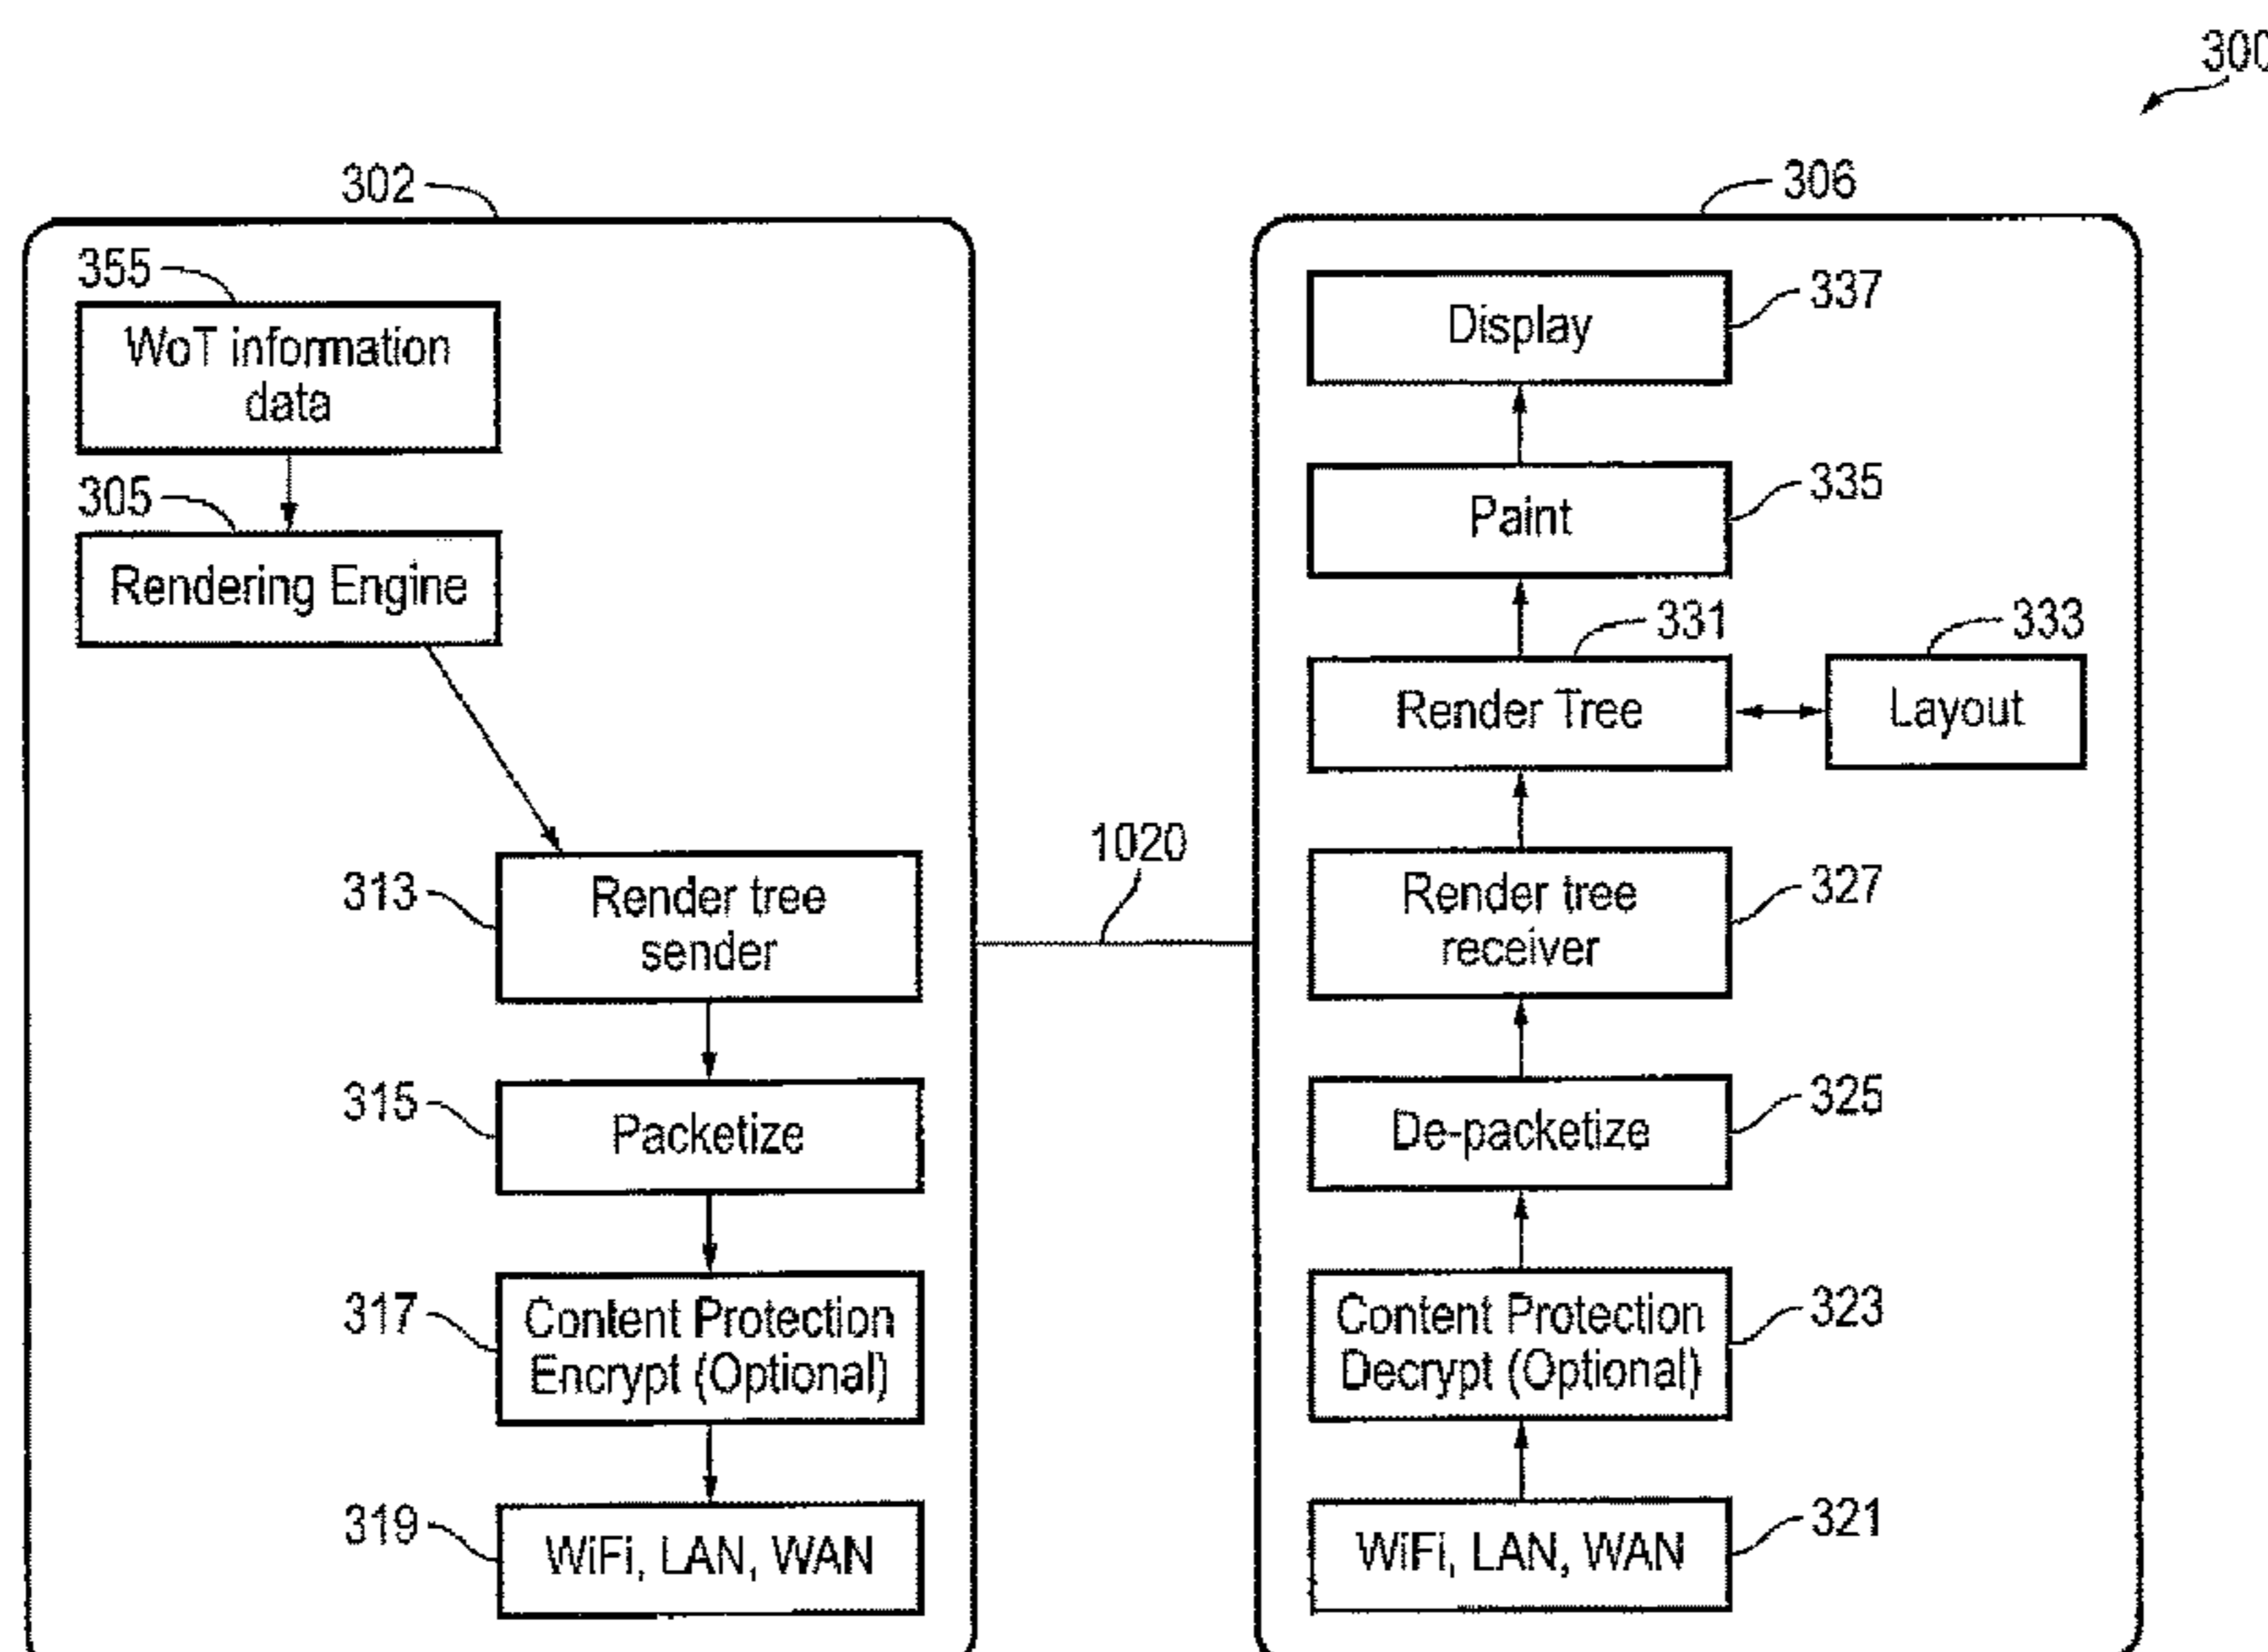 300
302
306
355
WoT information
data
305
Rendering Engine
313
Render tree
sender
315
Packetize
317
Content Protection
Encrypt (Optional)
319
WiFi, LAN, WAN
1020
Display
337
Paint
335
331
333
Render Tree
Layout
Render tree
receiver
327
De-packetize
325
Content Protection
Decrypt (Optional)
323
WiFi, LAN, WAN
321